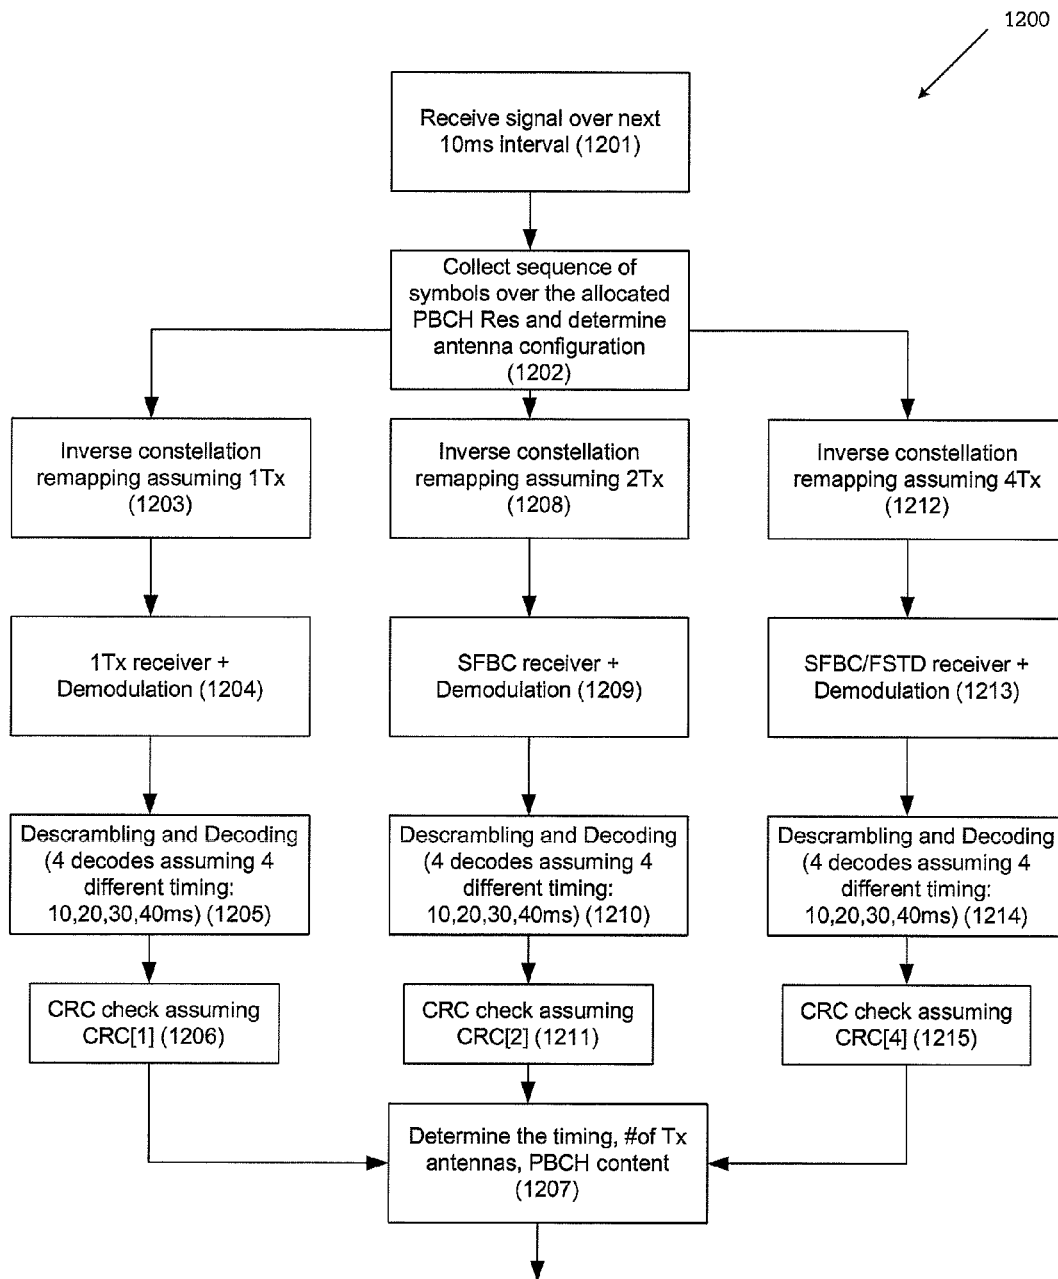 1200
Receive signal over next
10ms interval (1201)
Collect sequence of
symbols over the allocated
PBCH Res and determine
antenna configuration
(1202)
Inverse constellation
remapping assuming 1Tx
(1203)
Inverse constellation
remapping assuming 2Tx
(1208)
Inverse constellation
remapping assuming 4Tx
(1212)
1Tx receiver +
Demodulation (1204)
SFBC receiver +
Demodulation (1209)
SFBC/FSTD receiver +
Demodulation (1213)
Descrambling and Decoding
(4 decodes assuming 4
different timing:
10,20,30,40ms) (1205)
Descrambling and Decoding
(4 decodes assuming 4
different timing:
10,20,30,40ms) (1210)
Descrambling and Decoding
(4 decodes assuming 4
different timing:
10,20,30,40ms) (1214)
CRC check assuming
CRC[1] (1206)
CRC check assuming
CRC[2] (1211)
CRC check assuming
CRC[4] (1215)
Determine the timing, #of Tx
antennas, PBCH content
(1207)